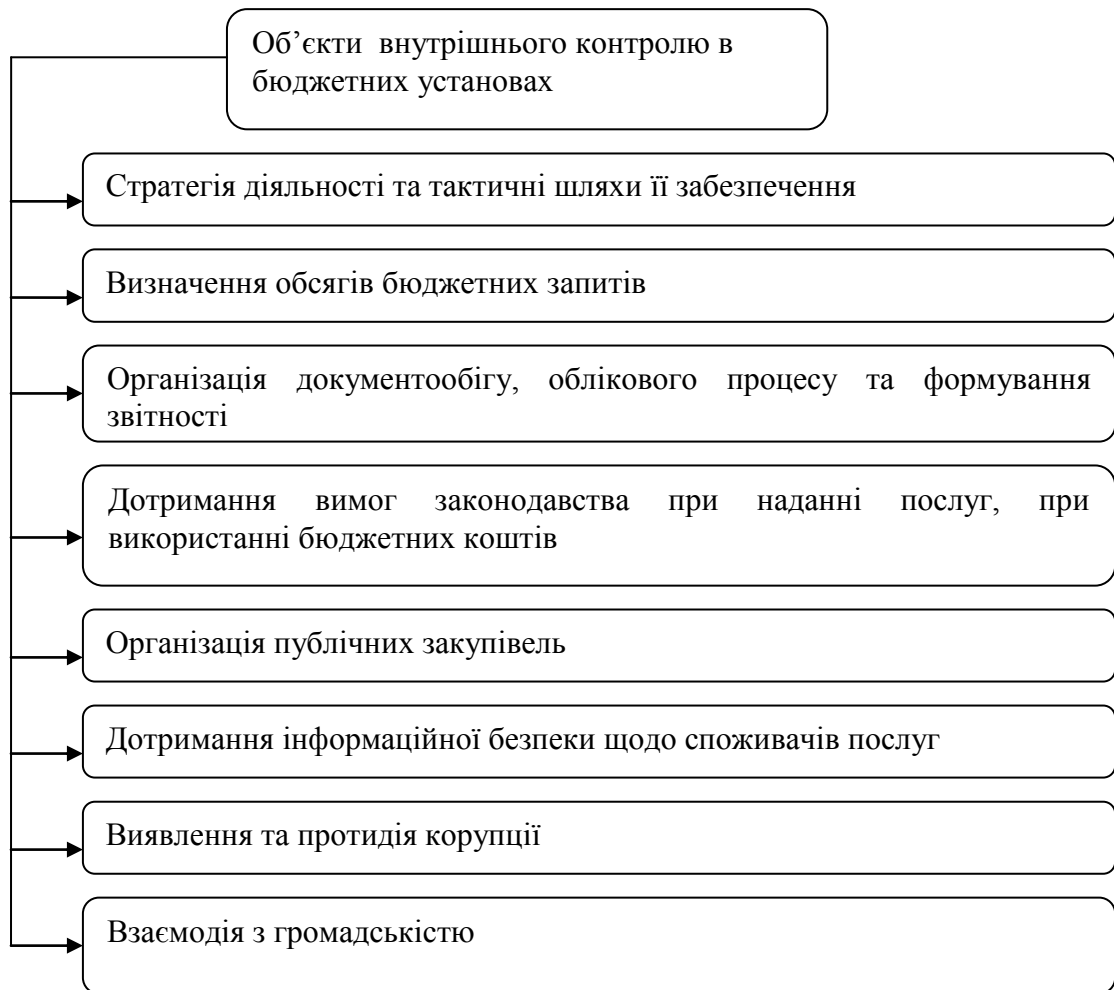 Об’єкти внутрішнього контролю в
бюджетних установах
Стратегія діяльності та тактичні шляхи її забезпечення
Визначення обсягів бюджетних запитів
Організація документообігу, облікового процесу та формування
звітності
Дотримання вимог законодавства при наданні послуг, при
використанні бюджетних коштів
Організація публічних закупівель
Дотримання інформаційної безпеки щодо споживачів послуг
Виявлення та протидія корупції
Взаємодія з громадськістю